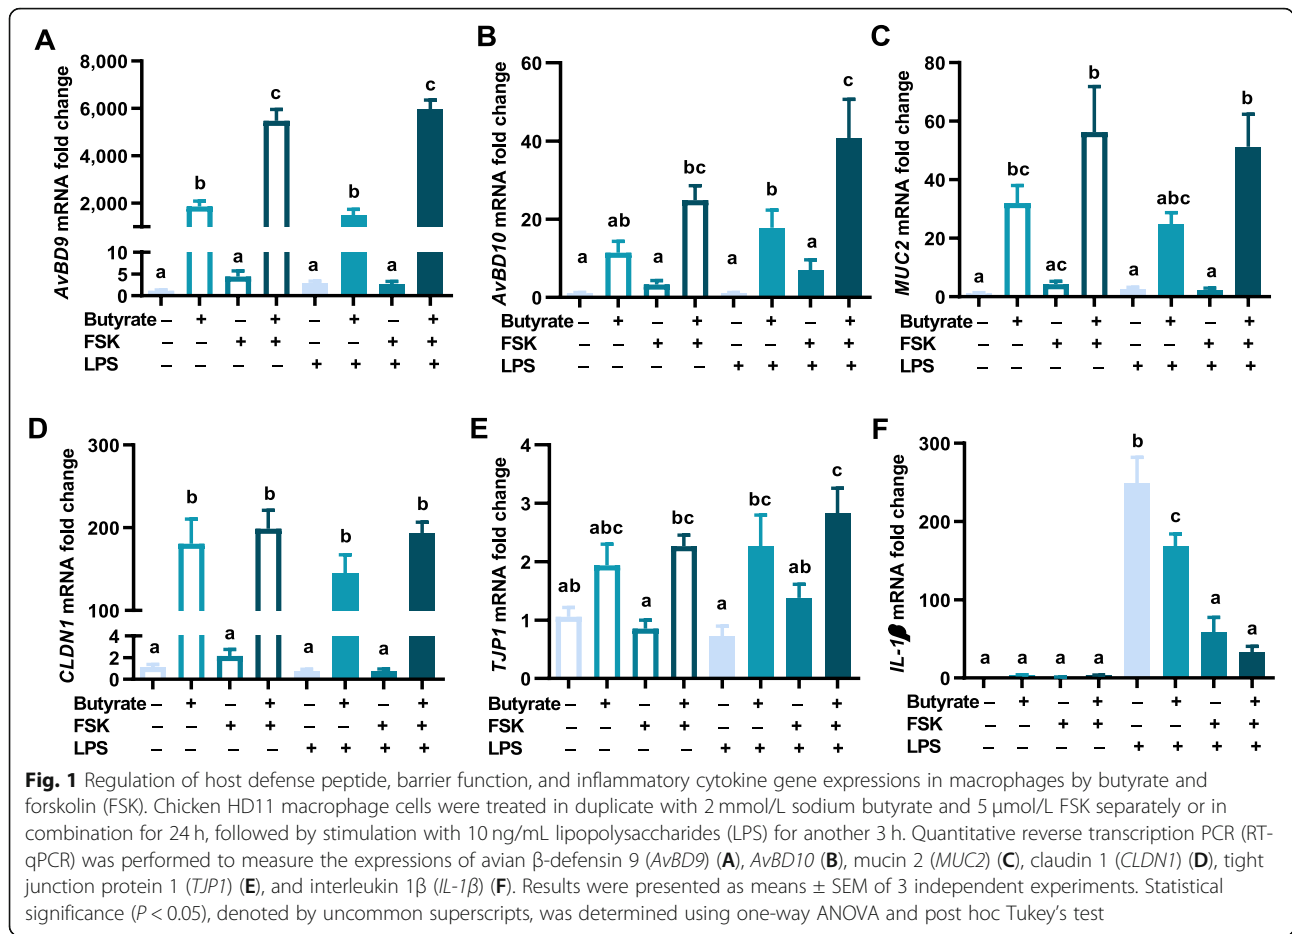 A
AvBD9 mRNA fold change
8,000
6,000
4,000
2,000
10
5
0
a b a c a b a c
Butyrate – + – + – + – +
FSK – – + + – – + +
LPS – – – – + + + +
B
AvBD10 mRNA fold change
60
40
20
0
a ab a bc a b a c
Butyrate – + – + – + – +
FSK – – + + – – + +
LPS – – – – + + + +
C
MUC2 mRNA fold change
80
60
40
20
0
a bc ac b a abc a b
Butyrate – + – + – + – +
FSK – – + + – – + +
LPS – – – – + + + +
D
CLDN1 mRNA fold change
300
200
100
4
2
0
a b a b a b a b
Butyrate – + – + – + – +
FSK – – + + – – + +
LPS – – – – + + + +
E
TJP1 mRNA fold change
4
3
2
1
0
ab abc a bc a bc ab c
Butyrate – + – + – + – +
FSK – – + + – – + +
LPS – – – – + + + +
F
IL-1β mRNA fold change
300
200
100
0
a a a a b c a a
Butyrate – + – + – + – +
FSK – – + + – – + +
LPS – – – – + + + +
Fig. 1 Regulation of host defense peptide, barrier function, and inflammatory cytokine gene expressions in macrophages by butyrate and
forskolin (FSK). Chicken HD11 macrophage cells were treated in duplicate with 2 mmol/L sodium butyrate and 5 μmol/L FSK separately or in
combination for 24 h, followed by stimulation with 10 ng/mL lipopolysaccharides (LPS) for another 3 h. Quantitative reverse transcription PCR (RT-
qPCR) was performed to measure the expressions of avian β-defensin 9 (AvBD9) (A), AvBD10 (B), mucin 2 (MUC2) (C), claudin 1 (CLDN1) (D), tight
junction protein 1 (TJP1) (E), and interleukin 1β (IL-1β) (F). Results were presented as means ± SEM of 3 independent experiments. Statistical
significance (P < 0.05), denoted by uncommon superscripts, was determined using one-way ANOVA and post hoc Tukey's test